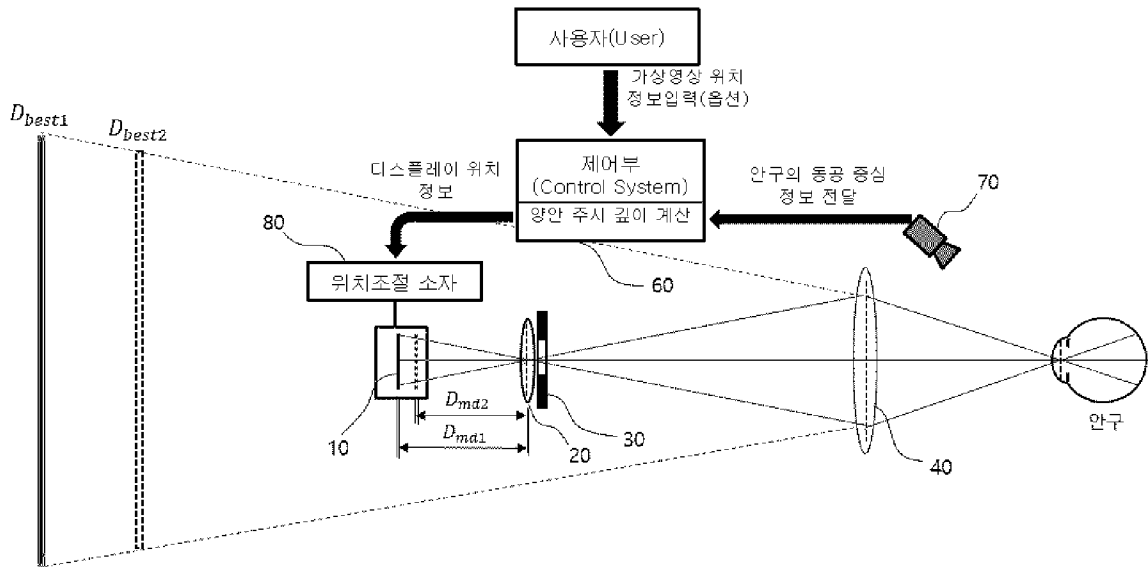 사용자(User)
가상영상 위치
정보입력(옵션)
D_best1
D_best2
디스플레이 위치
정보
제어부
(Control System)
양안 주시 깊이 계산
안구의 동공 중심
정보 전달
70
80
위치조절 소자
60
D_md2
D_md1
10
20
30
40
안구